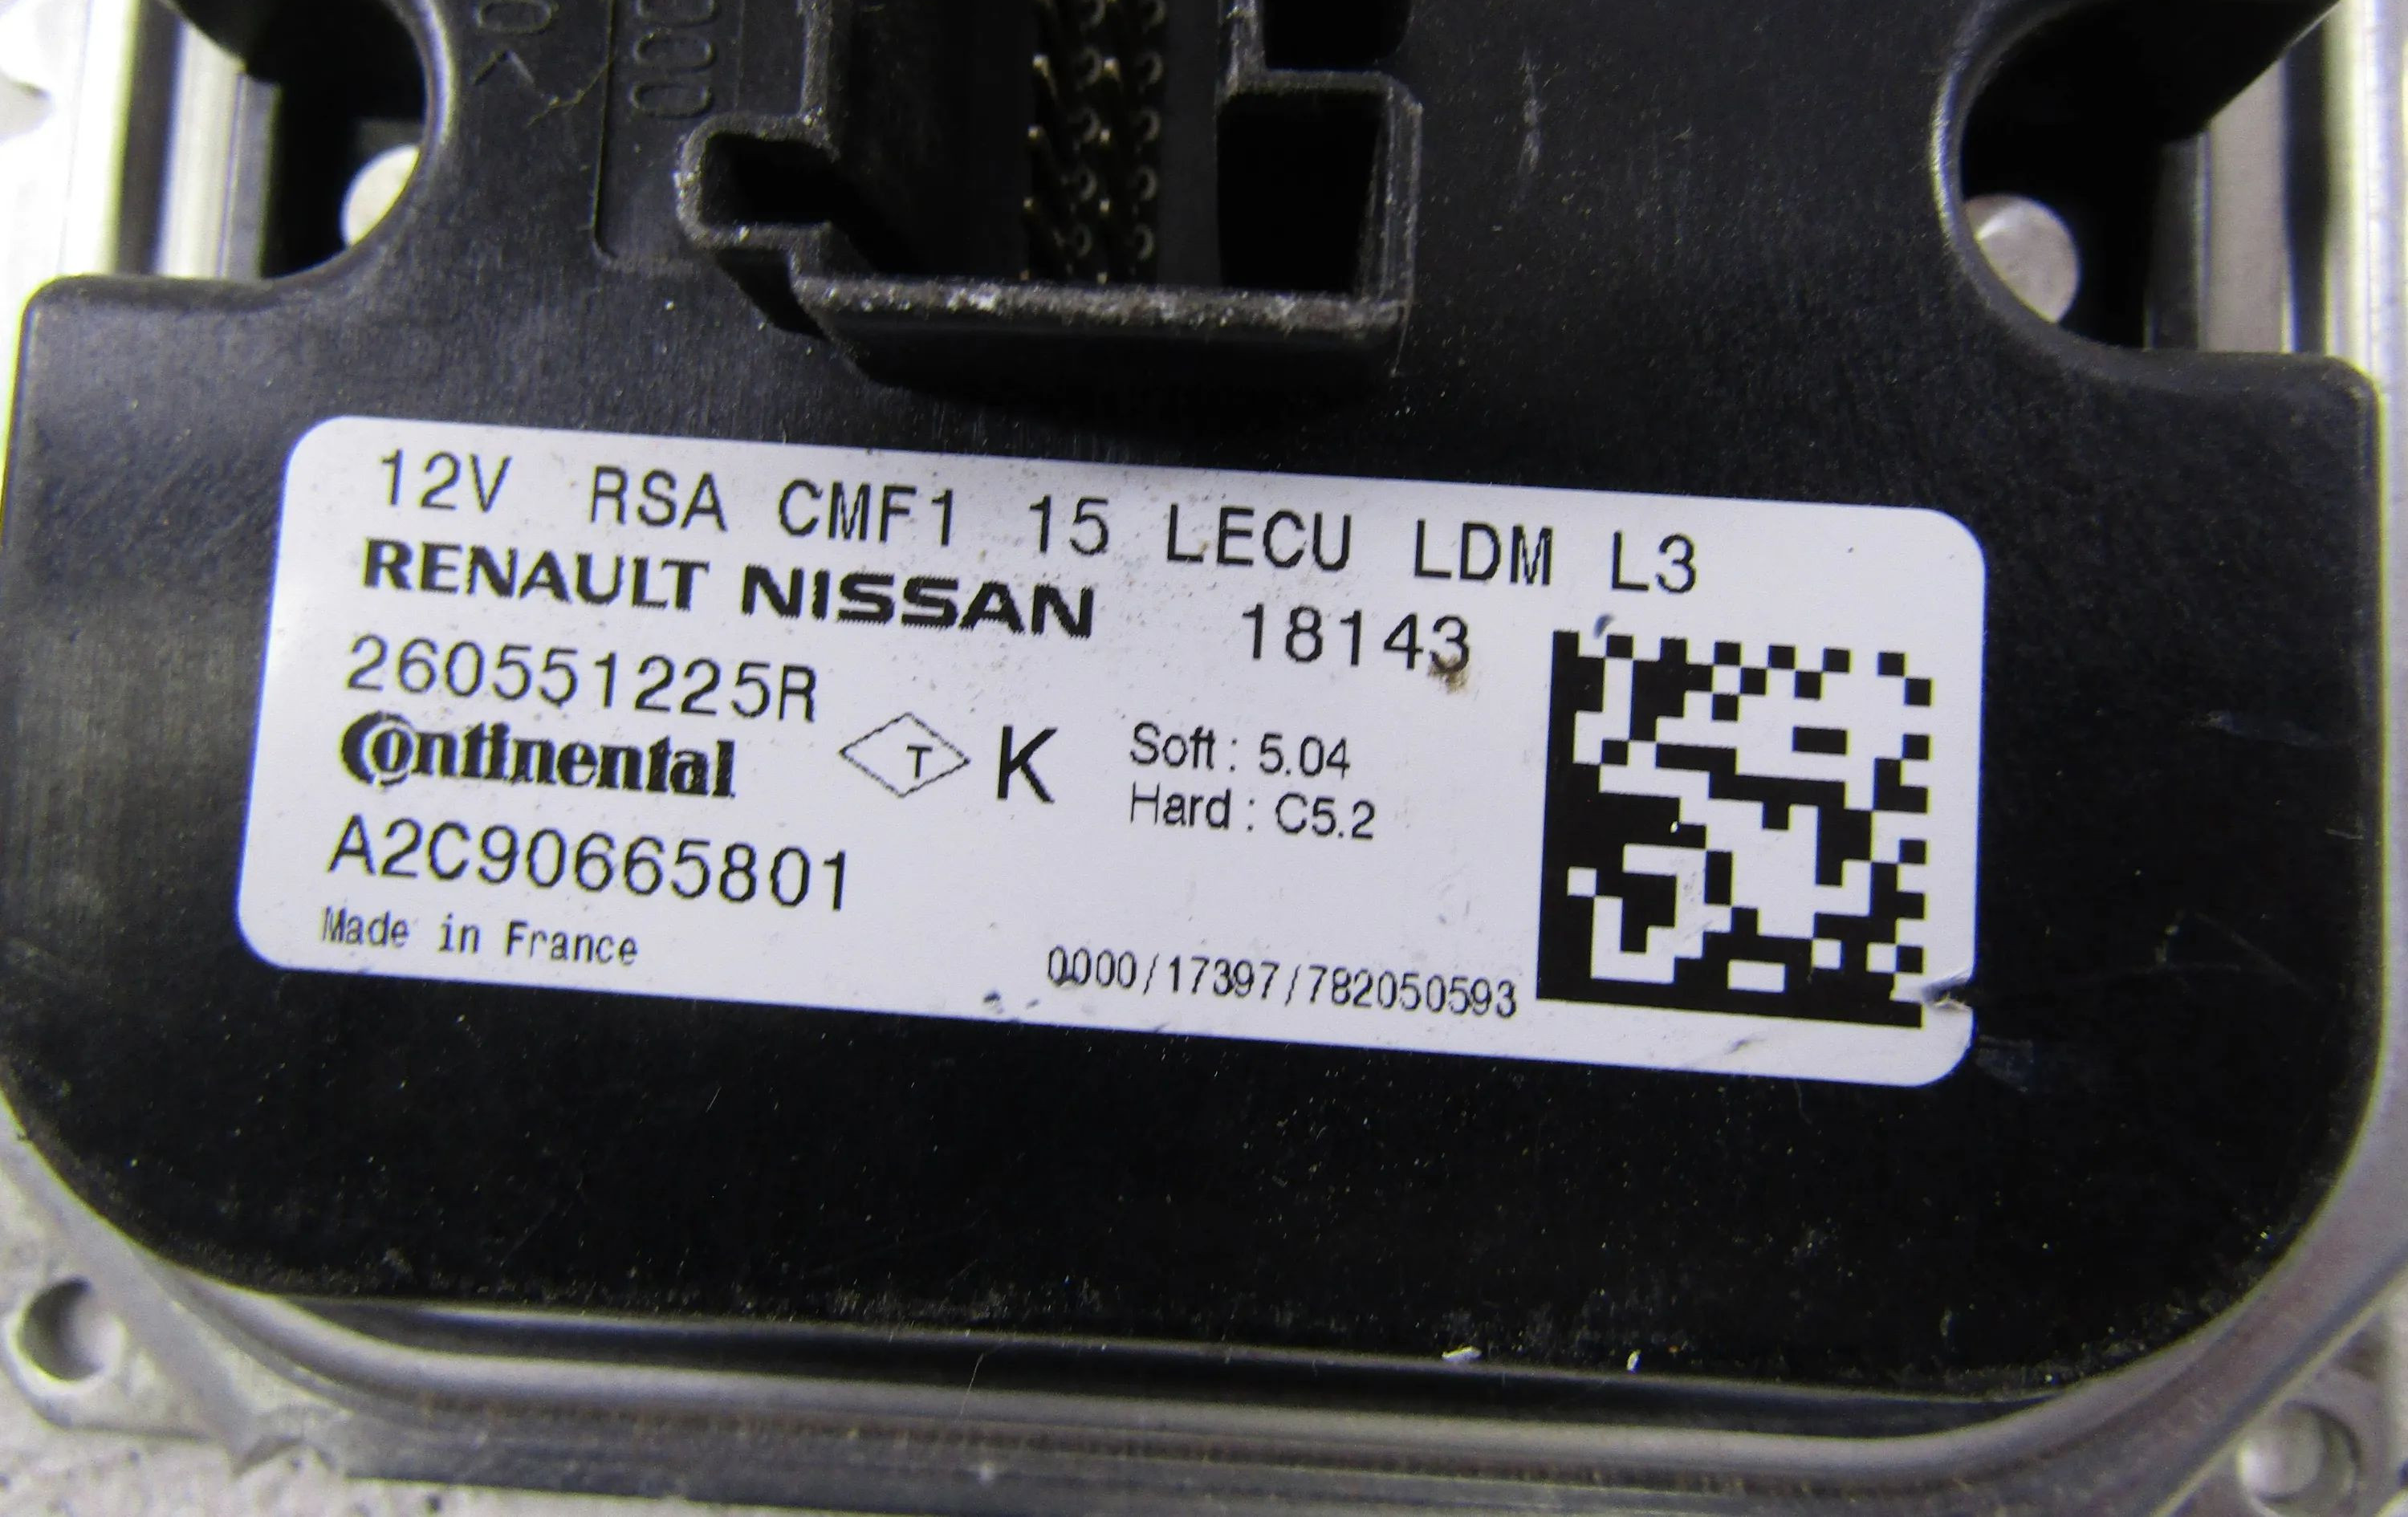 12V RSA CMF1 15 LECU LDM L3
RENAULT NISSAN 18143
260551225R
Continental T K Soft : 5.04
Hard : C5.2
A2C90665801
Made in France
0000/17397/782050593